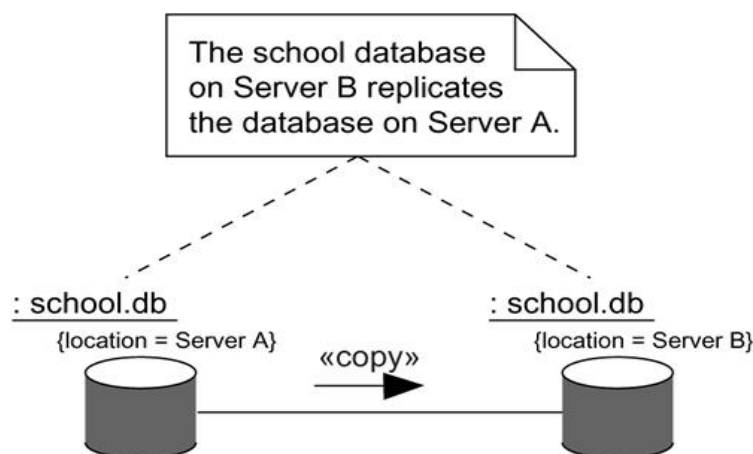 The school database
on Server B replicates
the database on Server A.
: school.db
{location = Server A}
: school.db
{location = Server B}
«copy»